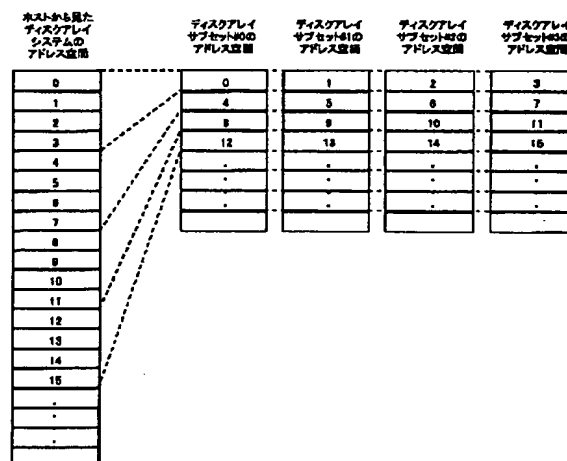 ホストから見た
ディスクアレイ
システムの
アドレス空間
0
1
2
3
4
5
6
7
8
9
10
11
12
13
14
15
.
.
.
ディスクアレイ
サブセット#0の
アドレス空間
0
4
8
12
.
.
.
ディスクアレイ
サブセット#1の
アドレス空間
1
5
9
13
.
.
.
ディスクアレイ
サブセット#2の
アドレス空間
2
6
10
14
.
.
.
ディスクアレイ
サブセット#3の
アドレス空間
3
7
11
15
.
.
.